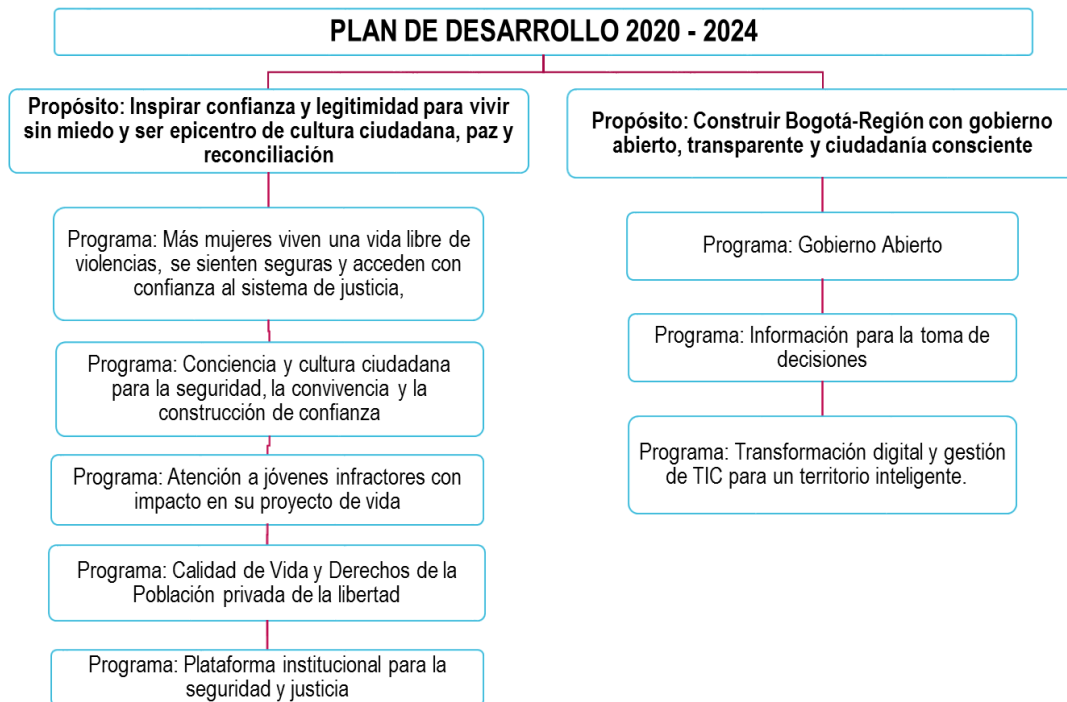 PLAN DE DESARROLLO 2020 - 2024
Propósito: Inspirar confianza y legitimidad para vivir
sin miedo y ser epicentro de cultura ciudadana, paz y
reconciliación
Programa: Más mujeres viven una vida libre de
violencias, se sienten seguras y acceden con
confianza al sistema de justicia,
Programa: Conciencia y cultura ciudadana
para la seguridad, la convivencia y la
construcción de confianza
Programa: Atención a jóvenes infractores con
impacto en su proyecto de vida
Programa: Calidad de Vida y Derechos de la
Población privada de la libertad
Programa: Plataforma institucional para la
seguridad y justicia
Propósito: Construir Bogotá-Región con gobierno
abierto, transparente y ciudadanía consciente
Programa: Gobierno Abierto
Programa: Información para la toma de
decisiones
Programa: Transformación digital y gestión
de TIC para un territorio inteligente.